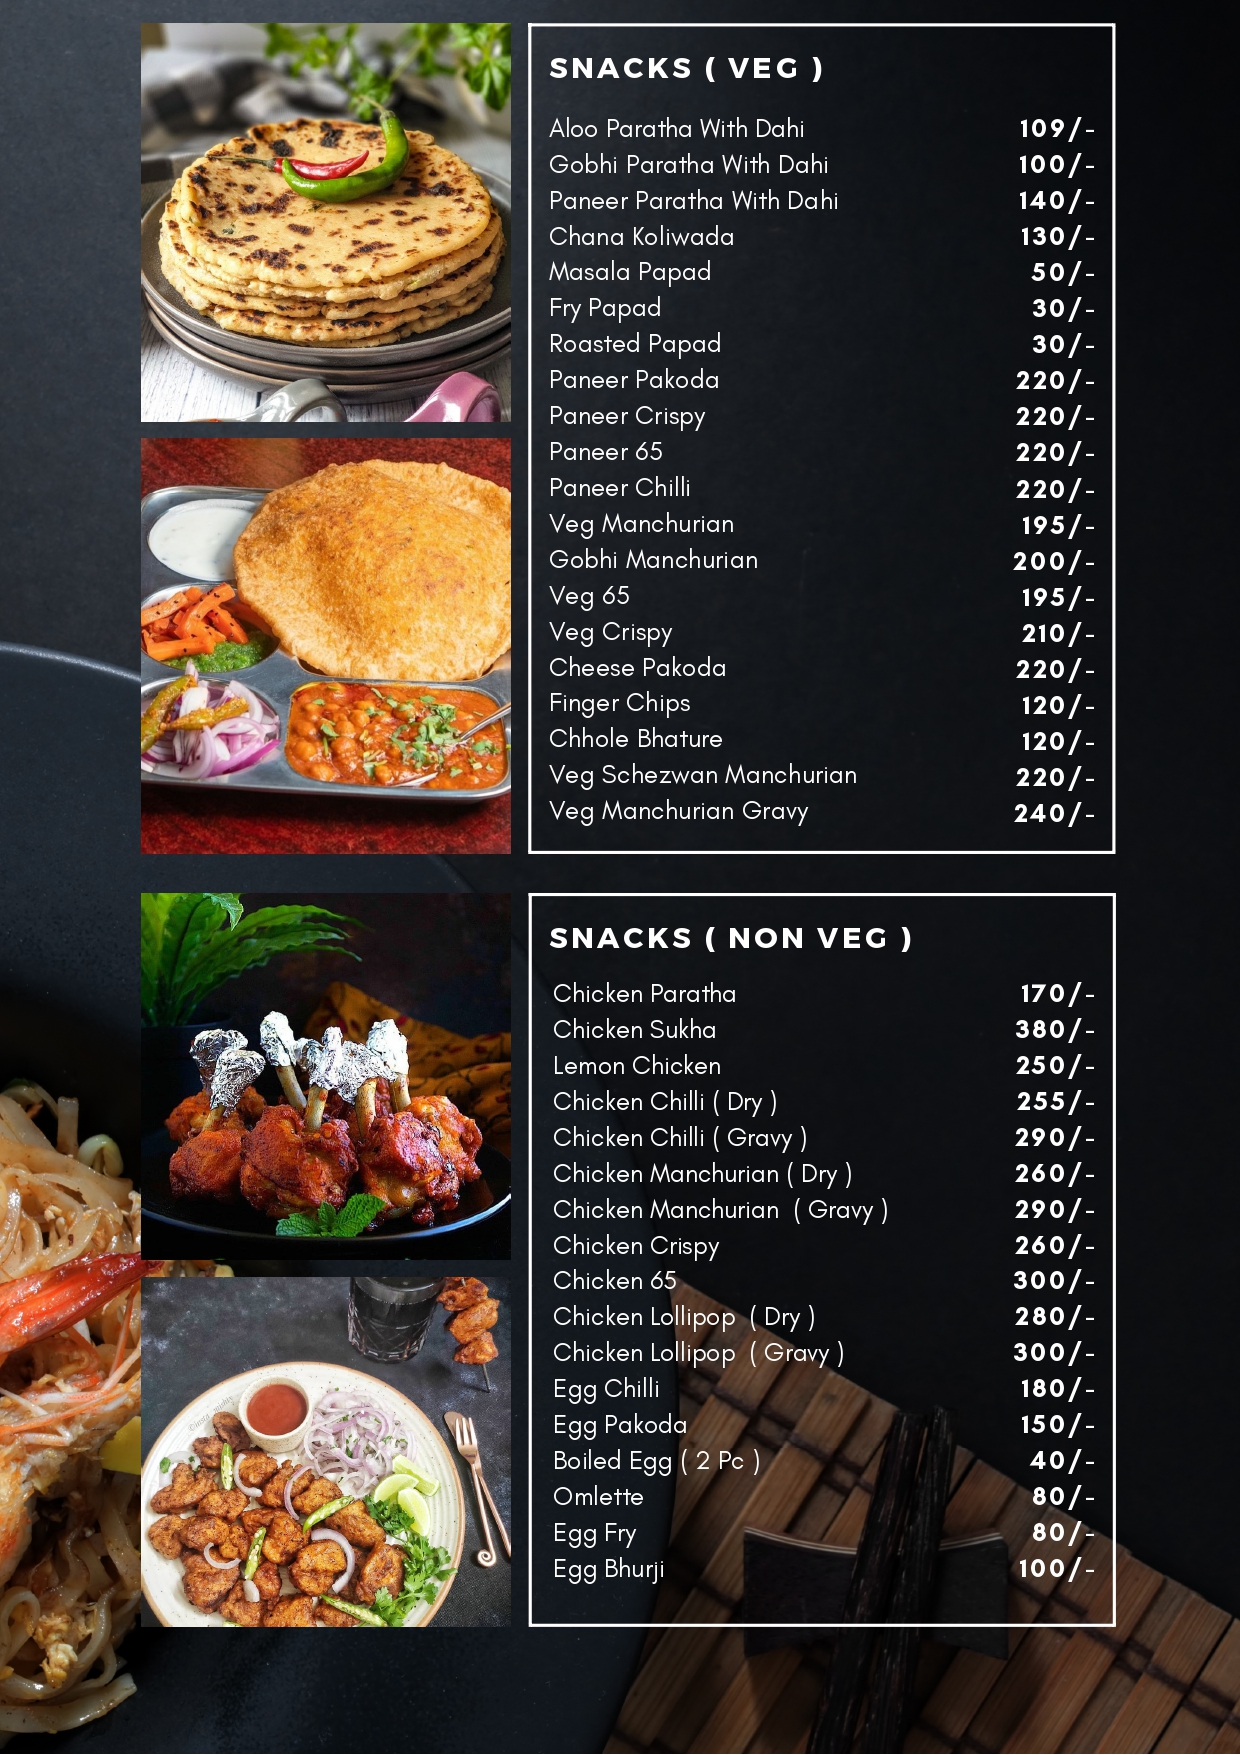 SNACKS ( VEG )
Aloo Paratha With Dahi 109/-
Gobhi Paratha With Dahi 100/-
Paneer Paratha With Dahi 140/-
Chana Koliwada 130/-
Masala Papad 50/-
Fry Papad 30/-
Roasted Papad 30/-
Paneer Pakoda 220/-
Paneer Crispy 220/-
Paneer 65 220/-
Paneer Chilli 220/-
Veg Manchurian 195/-
Gobhi Manchurian 200/-
Veg 65 195/-
Veg Crispy 210/-
Cheese Pakoda 220/-
Finger Chips 120/-
Chhole Bhature 120/-
Veg Schezwan Manchurian 220/-
Veg Manchurian Gravy 240/-
SNACKS ( NON VEG )
Chicken Paratha 170/-
Chicken Sukha 380/-
Lemon Chicken 250/-
Chicken Chilli ( Dry ) 255/-
Chicken Chilli ( Gravy ) 290/-
Chicken Manchurian ( Dry ) 260/-
Chicken Manchurian ( Gravy ) 290/-
Chicken Crispy 260/-
Chicken 65 300/-
Chicken Lollipop ( Dry ) 280/-
Chicken Lollipop ( Gravy ) 300/-
Egg Chilli 180/-
Egg Pakoda 150/-
Boiled Egg ( 2 Pc ) 40/-
Omlette 80/-
Egg Fry 80/-
Egg Bhurji 100/-